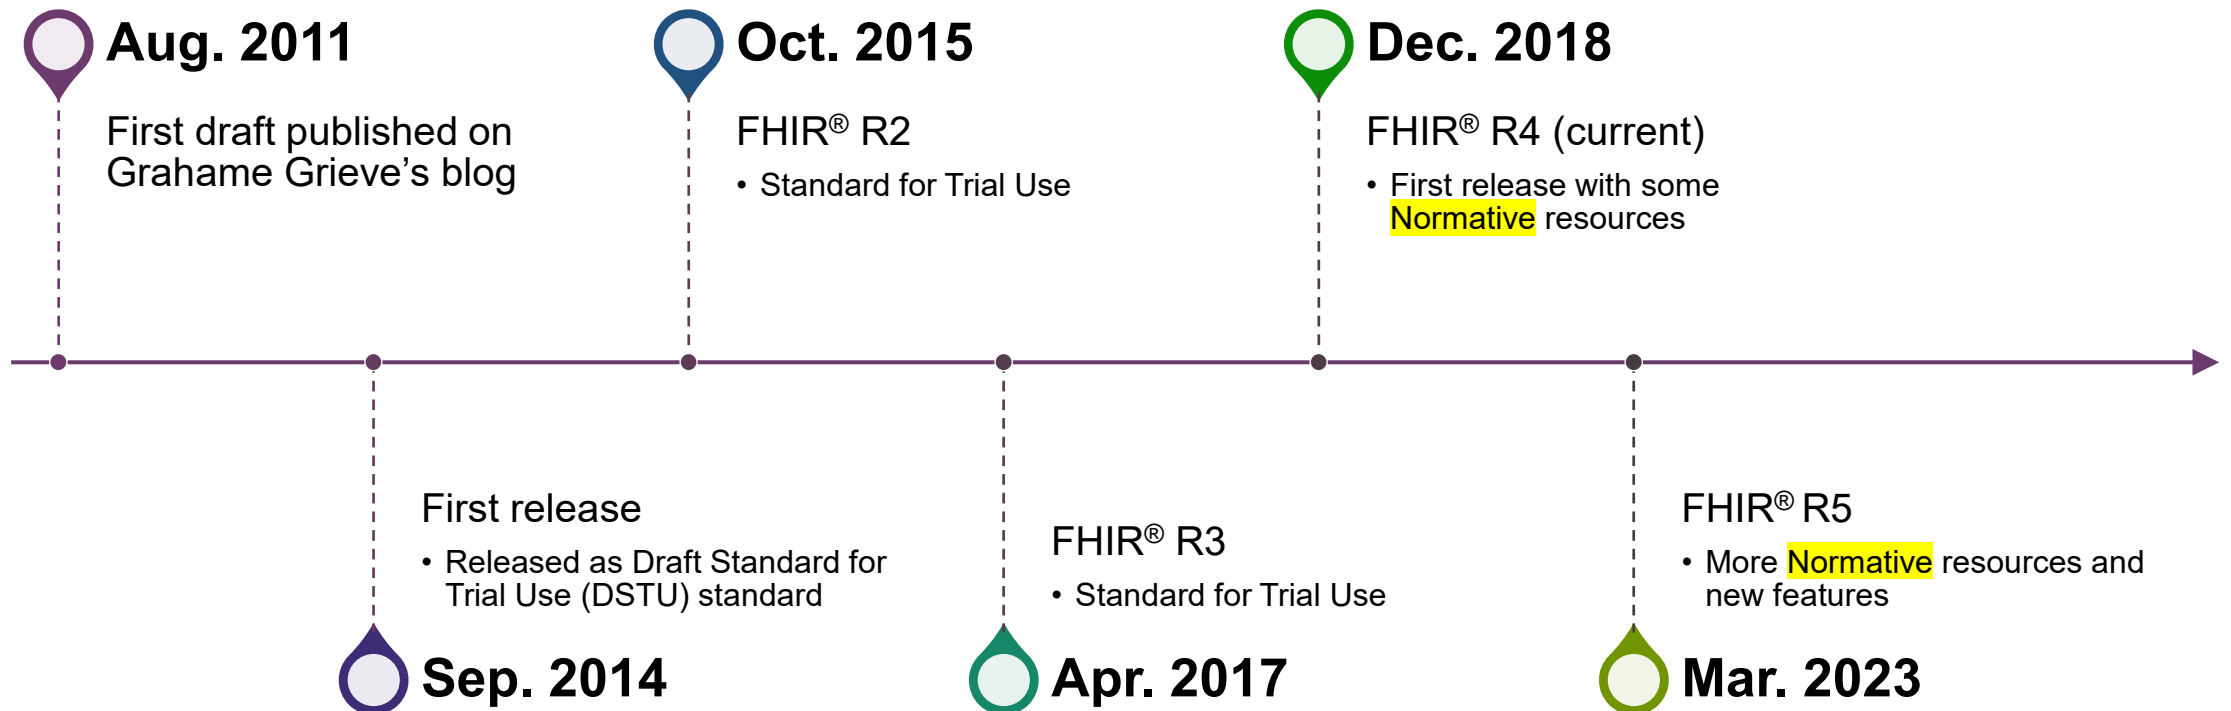 Aug. 2011
First draft published on
Grahame Grieve’s blog
Oct. 2015
FHIR® R2
• Standard for Trial Use
Dec. 2018
FHIR® R4 (current)
• First release with some
Normative resources
First release
• Released as Draft Standard for
Trial Use (DSTU) standard
Sep. 2014
FHIR® R3
• Standard for Trial Use
Apr. 2017
FHIR® R5
• More Normative resources and
new features
Mar. 2023